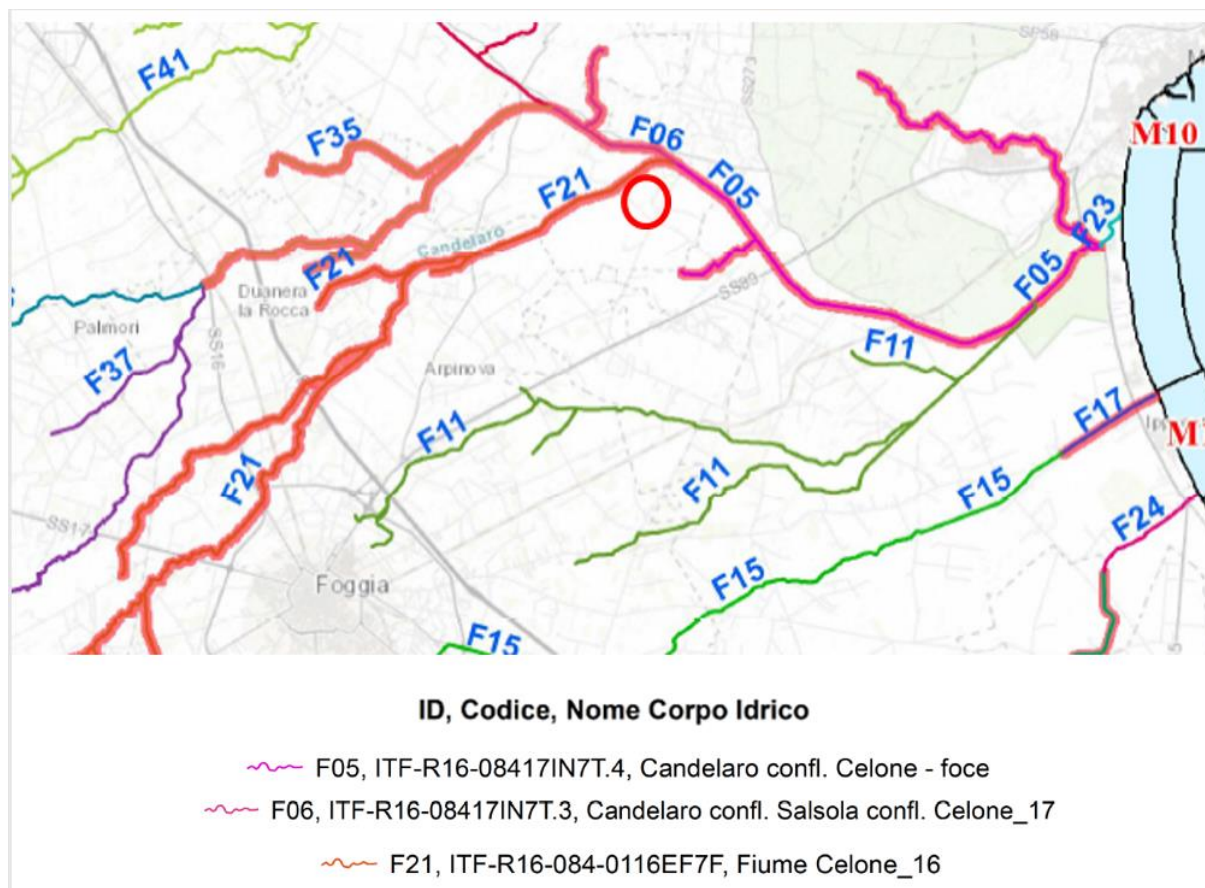 F41
SP58
F35
SS273
F06
M10
F21
F05
F23
Candelaro
F21
SS89
F05
Duanera
la Rocca
Palmori
SS16
F11
F37
Arpinova
F17
F11
F21
F11
F15
SS17
F24
F15
Foggia
F15
ID, Codice, Nome Corpo Idrico
F05, ITF-R16-08417IN7T.4, Candelaro confl. Celone - foce
F06, ITF-R16-08417IN7T.3, Candelaro confl. Salsola confl. Celone_17
F21, ITF-R16-084-0116EF7F, Fiume Celone_16